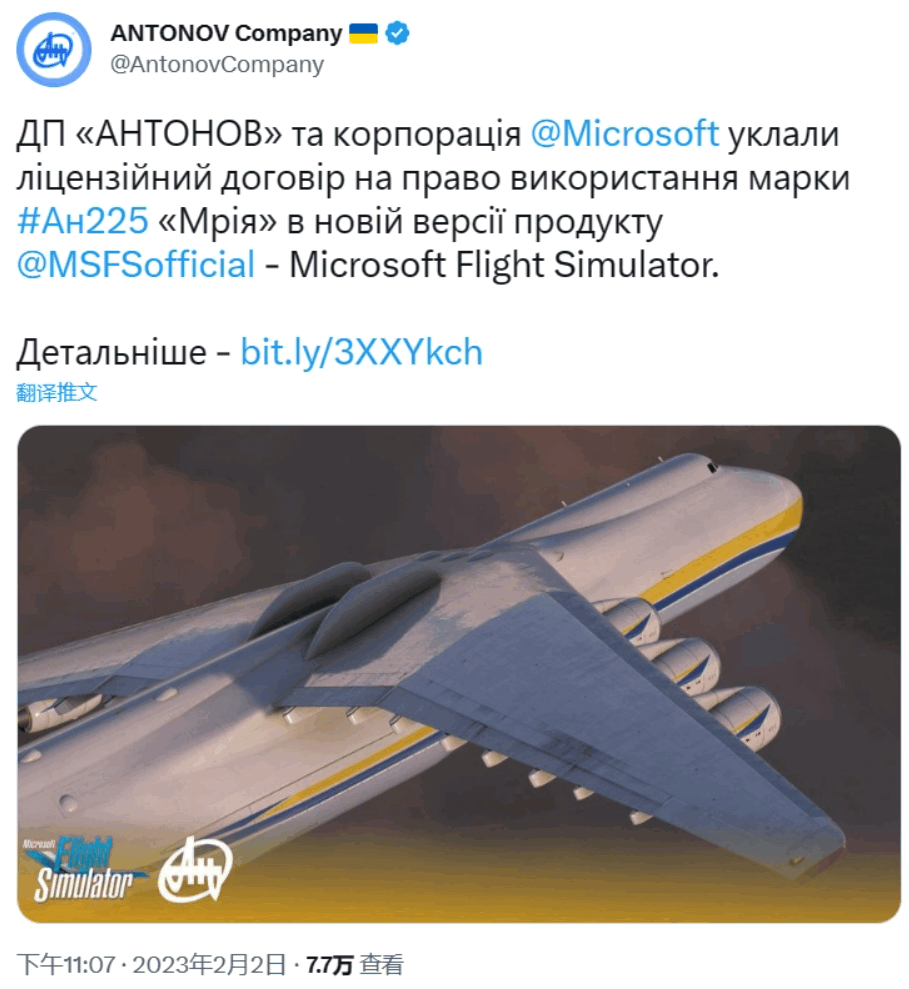 ANTONOV Company
@AntonovCompany
ДП «АНТОНОВ» та корпорація @Microsoft уклали
ліцензійний договір на право використання марки
#Ан225 «Мрія» в новій версії продукту
@MSFSofficial – Microsoft Flight Simulator.
Детальніше – bit.ly/3XXYkch
翻译推文
Microsoft
Flight
Simulator
下午11:07 · 2023年2月2日 · 7.7万 查看